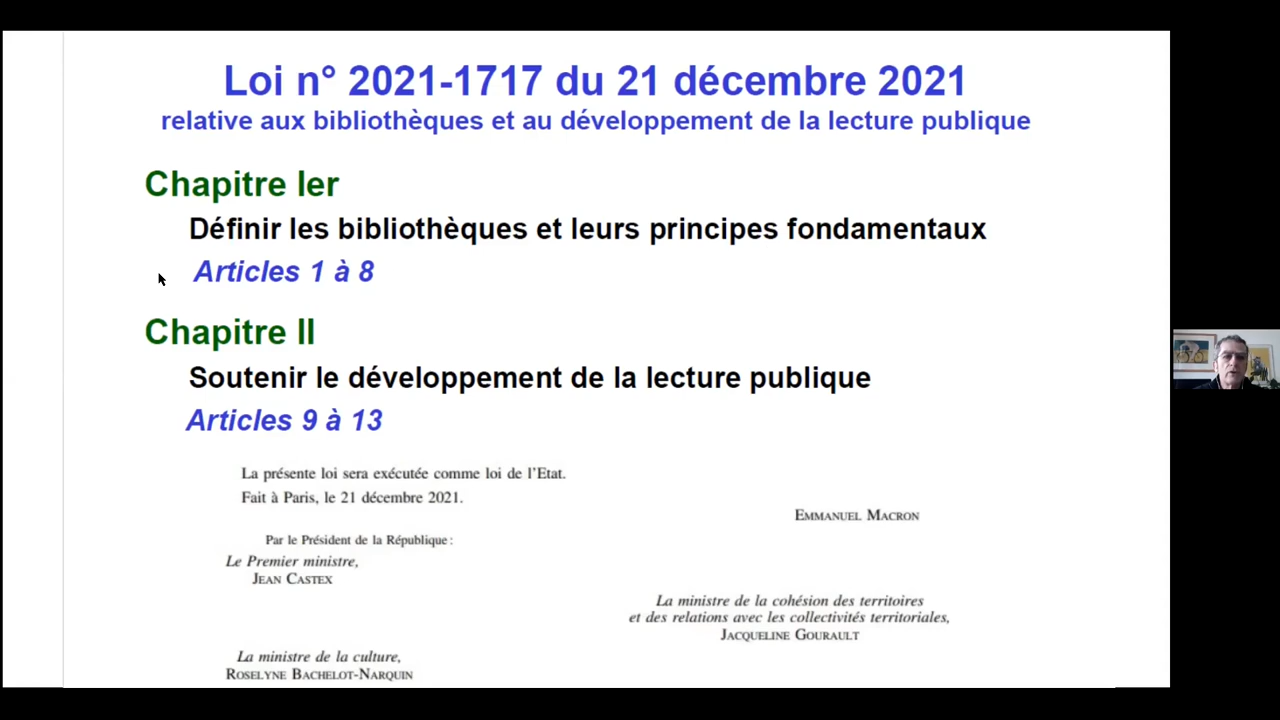 Loi n° 2021-1717 du 21 décembre 2021
relative aux bibliothèques et au développement de la lecture publique
Chapitre Ier
Définir les bibliothèques et leurs principes fondamentaux
Articles 1 à 8
Chapitre II
Soutenir le développement de la lecture publique
Articles 9 à 13
La présente loi sera exécutée comme loi de l'Etat.
Fait à Paris, le 21 décembre 2021.
EMMANUEL MACRON
Par le Président de la République :
Le Premier ministre,
JEAN CASTEX
La ministre de la cohésion des territoires
et des relations avec les collectivités territoriales,
JACQUELINE GOURAULT
La ministre de la culture,
ROSELYNE BACHELOT-NARQUIN